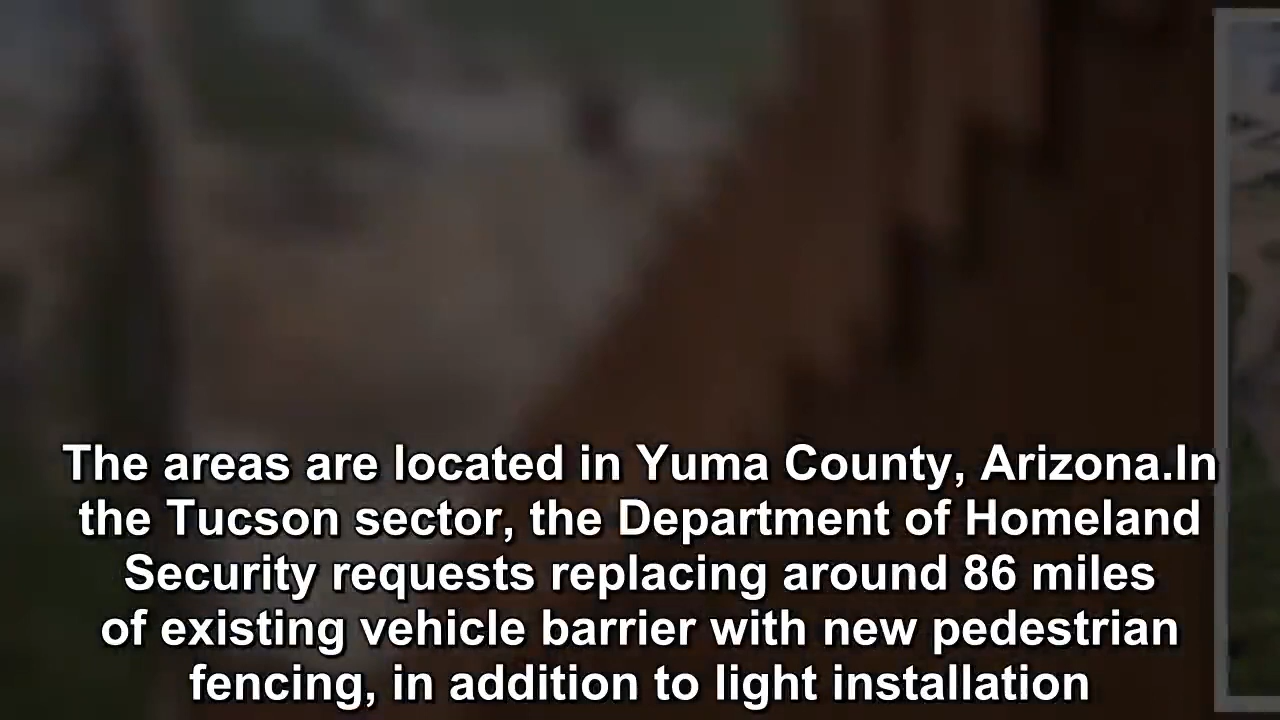 The areas are located in Yuma County, Arizona.In
the Tucson sector, the Department of Homeland
Security requests replacing around 86 miles
of existing vehicle barrier with new pedestrian
fencing, in addition to light installation